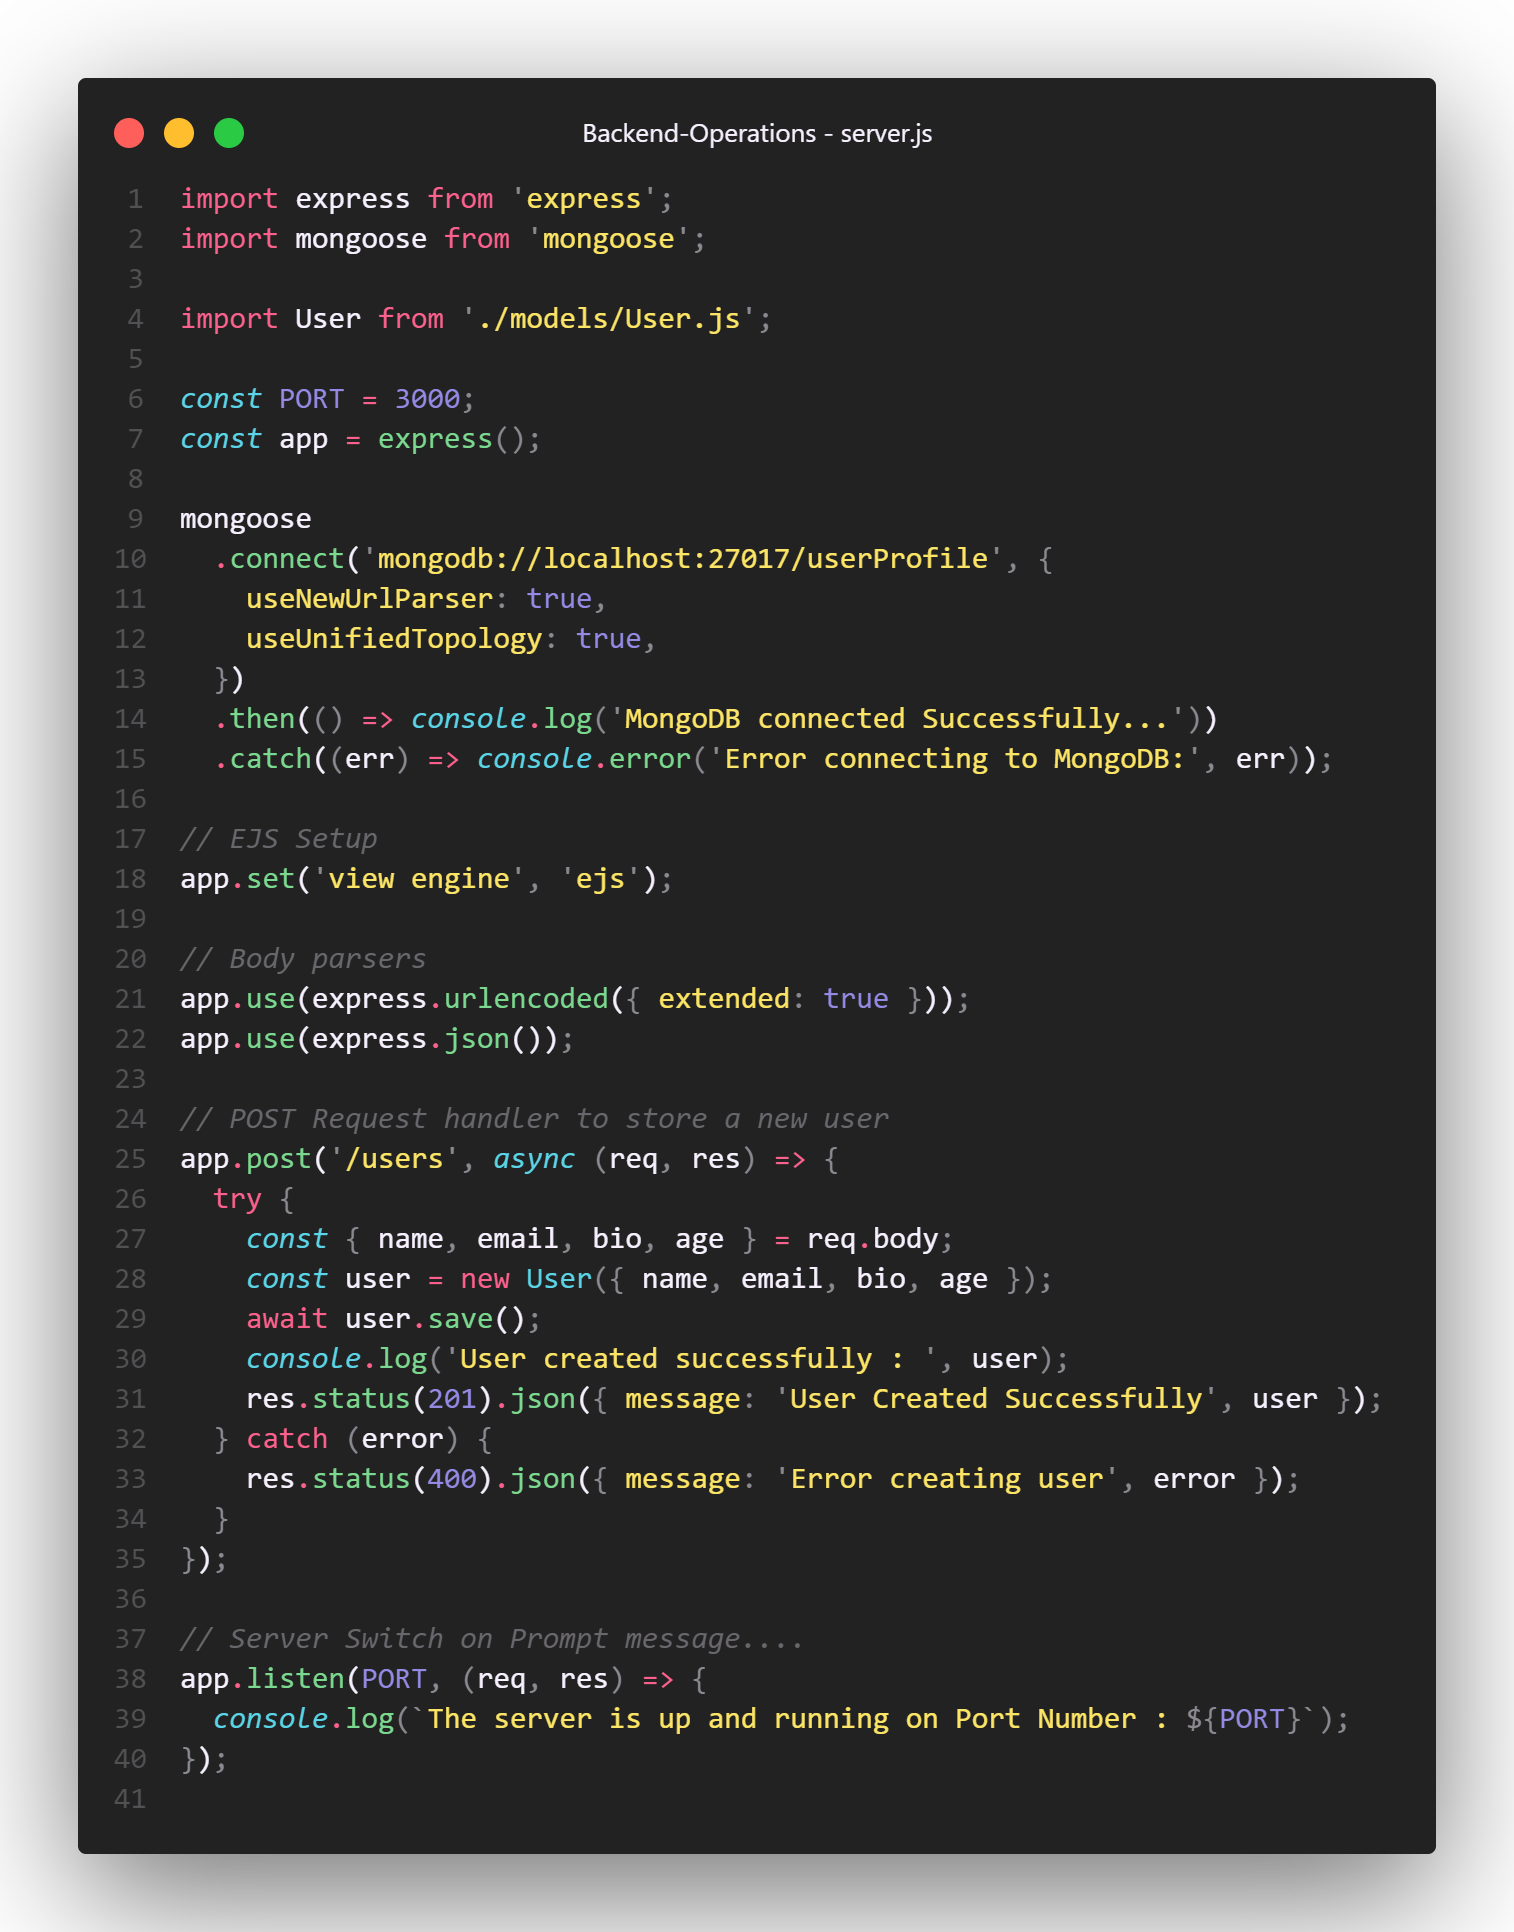 Backend-Operations - server.js
1 import express from 'express';
2 import mongoose from 'mongoose';
3
4 import User from './models/User.js';
5
6 const PORT = 3000;
7 const app = express();
8
9 mongoose
10   .connect('mongodb://localhost:27017/userProfile', {
11     useNewUrlParser: true,
12     useUnifiedTopology: true,
13   })
14   .then(() => console.log('MongoDB connected Successfully...'))
15   .catch((err) => console.error('Error connecting to MongoDB:', err));
16
17 // EJS Setup
18 app.set('view engine', 'ejs');
19
20 // Body parsers
21 app.use(express.urlencoded({ extended: true }));
22 app.use(express.json());
23
24 // POST Request handler to store a new user
25 app.post('/users', async (req, res) => {
26   try {
27     const { name, email, bio, age } = req.body;
28     const user = new User({ name, email, bio, age });
29     await user.save();
30     console.log('User created successfully : ', user);
31     res.status(201).json({ message: 'User Created Successfully', user });
32   } catch (error) {
33     res.status(400).json({ message: 'Error creating user', error });
34   }
35 });
36
37 // Server Switch on Prompt message....
38 app.listen(PORT, (req, res) => {
39   console.log(`The server is up and running on Port Number : ${PORT}`);
40 });
41